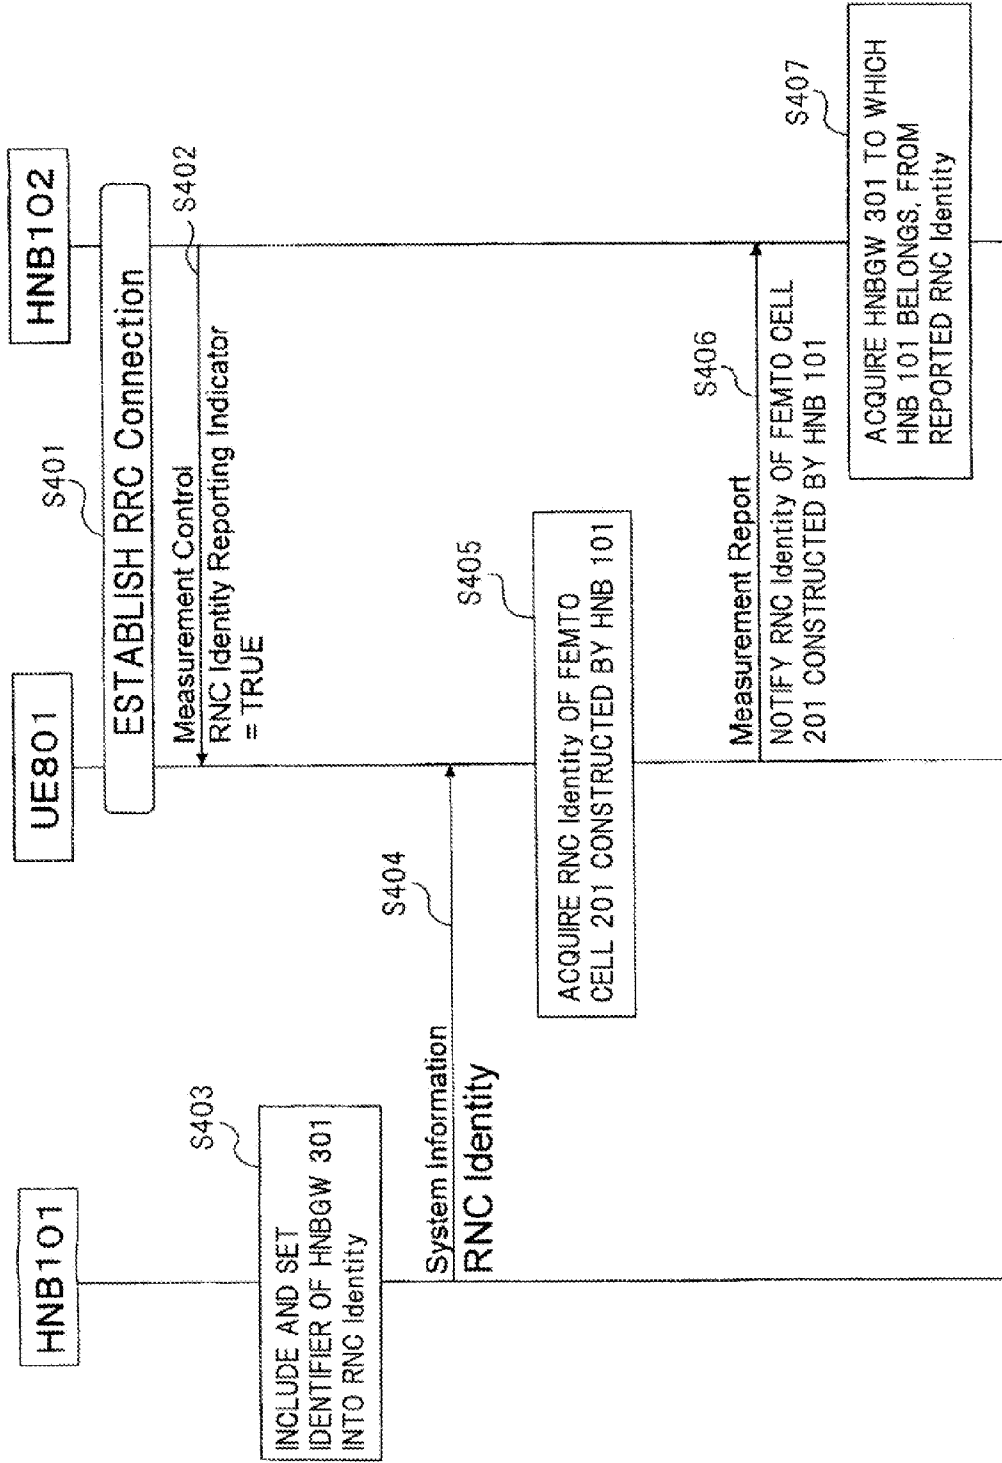 HNB101
UE801
HNB102
S401
ESTABLISH RRC Connection
S402
Measurement Control
RNC Identity Reporting Indicator
= TRUE
S403
INCLUDE AND SET
IDENTIFIER OF HNBGW 301
INTO RNC Identity
S404
System Information
RNC Identity
S405
ACQUIRE RNC Identity OF FEMTO
CELL 201 CONSTRUCTED BY HNB 101
S406
Measurement Report
NOTIFY RNC Identity OF FEMTO CELL
201 CONSTRUCTED BY HNB 101
S407
ACQUIRE HNBGW 301 TO WHICH
HNB 101 BELONGS, FROM
REPORTED RNC Identity